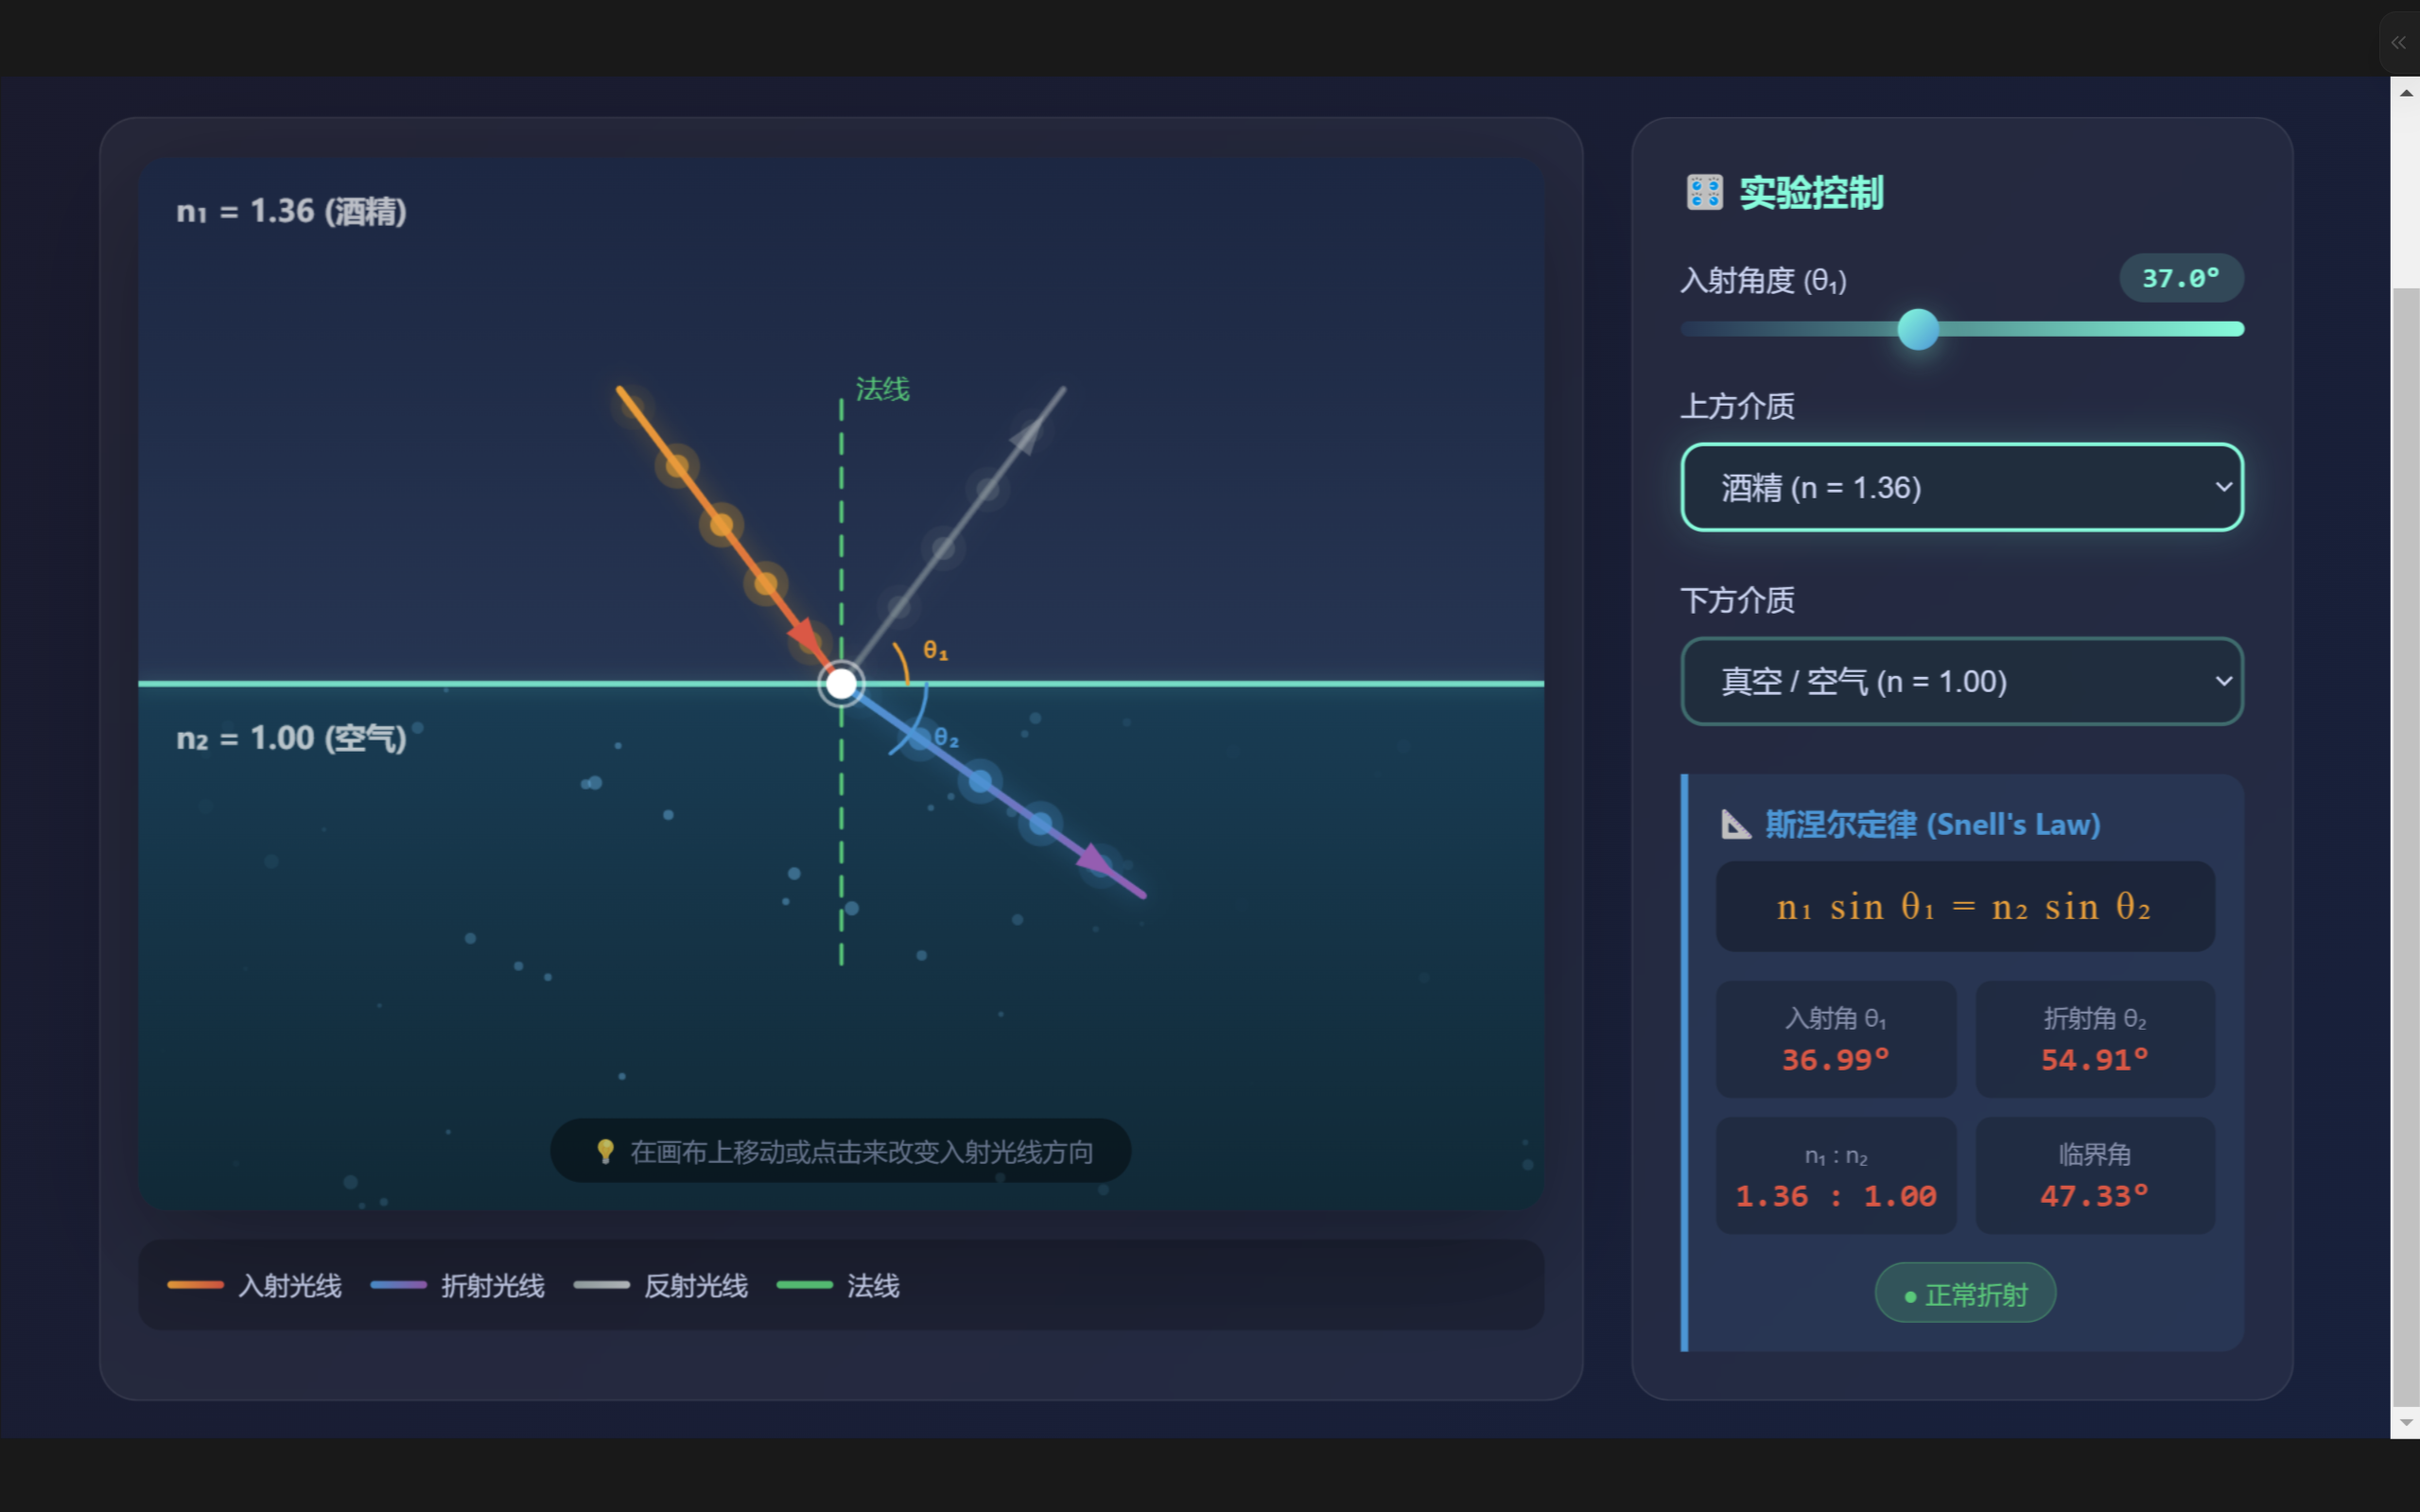 n₁ = 1.36 (酒精)
法线
θ₁
θ₂
n₂ = 1.00 (空气)
💡 在画布上移动或点击来改变入射光线方向
入射光线
折射光线
反射光线
法线
🎛️ 实验控制
入射角度 (θ₁)
37.0°
上方介质
酒精 (n = 1.36)
下方介质
真空 / 空气 (n = 1.00)
📐 斯涅尔定律 (Snell's Law)
n₁ sin θ₁ = n₂ sin θ₂
入射角 θ₁
36.99°
折射角 θ₂
54.91°
n₁ : n₂
1.36 : 1.00
临界角
47.33°
● 正常折射